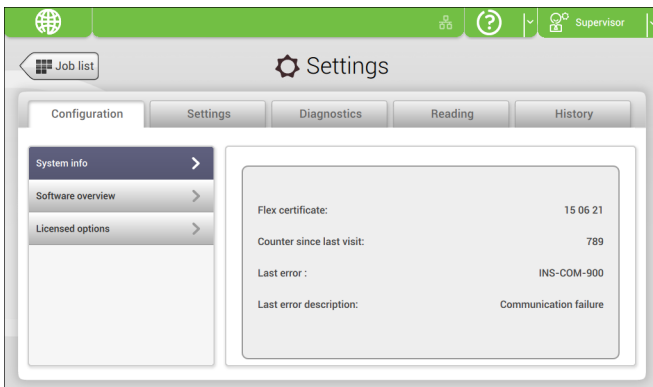 Supervisor
Job list
Settings
Configuration
Settings
Diagnostics
Reading
History
System info
Software overview
Licensed options
Flex certificate: 15 06 21
Counter since last visit: 789
Last error : INS-COM-900
Last error description: Communication failure